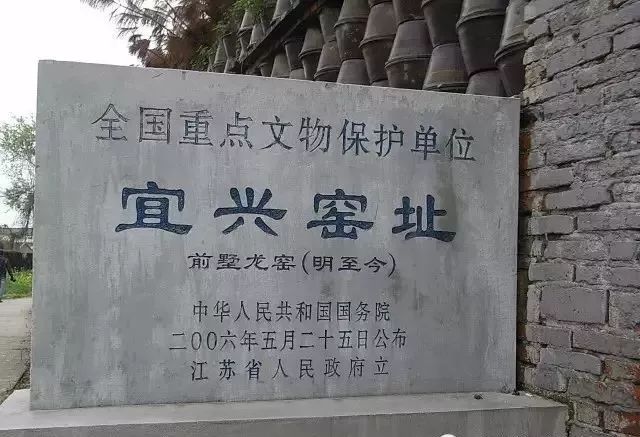 全国重点文物保护单位
宜兴窑址
前墅龙窑(明至今)
中华人民共和国国务院
二〇〇六年五月二十五日公布
江苏省人民政府立